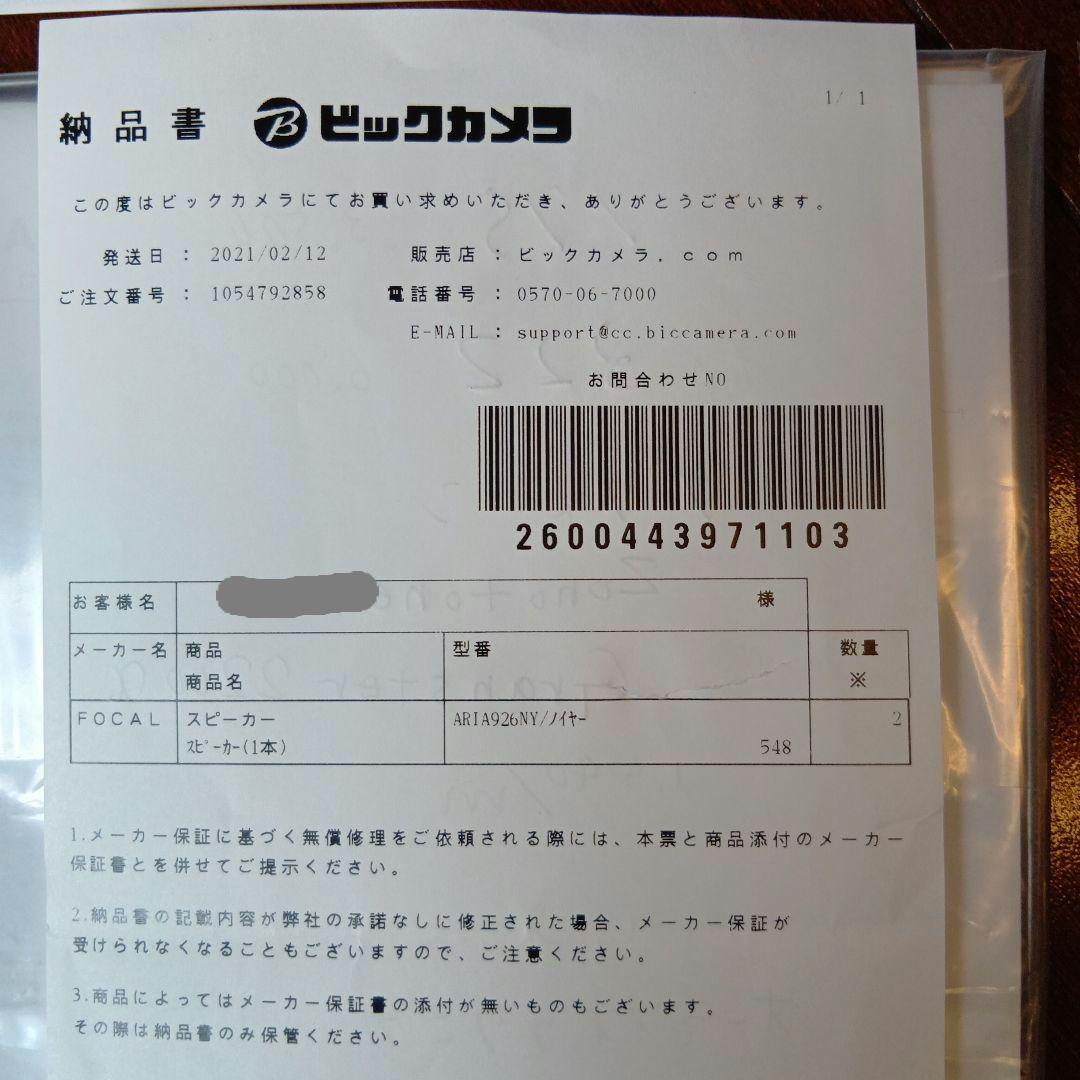 1/ 1
納品書 B ビックカメラ
この度はビックカメラにてお買い求めいただき、ありがとうございます。
発送日 : 2021/02/12 販売店 : ビックカメラ.com
ご注文番号 : 1054792858 電話番号 : 0570-06-7000
E-MAIL : support@cc.biccamera.com
お問合わせNO
2600443971103
お客様名 様
メーカー名 商品 型番 数量
商品名 ※
FOCAL スピーカー ARIA926NY/ノイヤー 2
スピーカー(1本) 548
1.メーカー保証に基づく無償修理をご依頼される際には、本票と商品添付のメーカー
保証書とを併せてご提示ください。
2.納品書の記載内容が弊社の承諾なしに修正された場合、メーカー保証が
受けられなくなることもございますので、ご注意ください。
3.商品によってはメーカー保証書の添付が無いものもございます。
その際は納品書のみ保管ください。